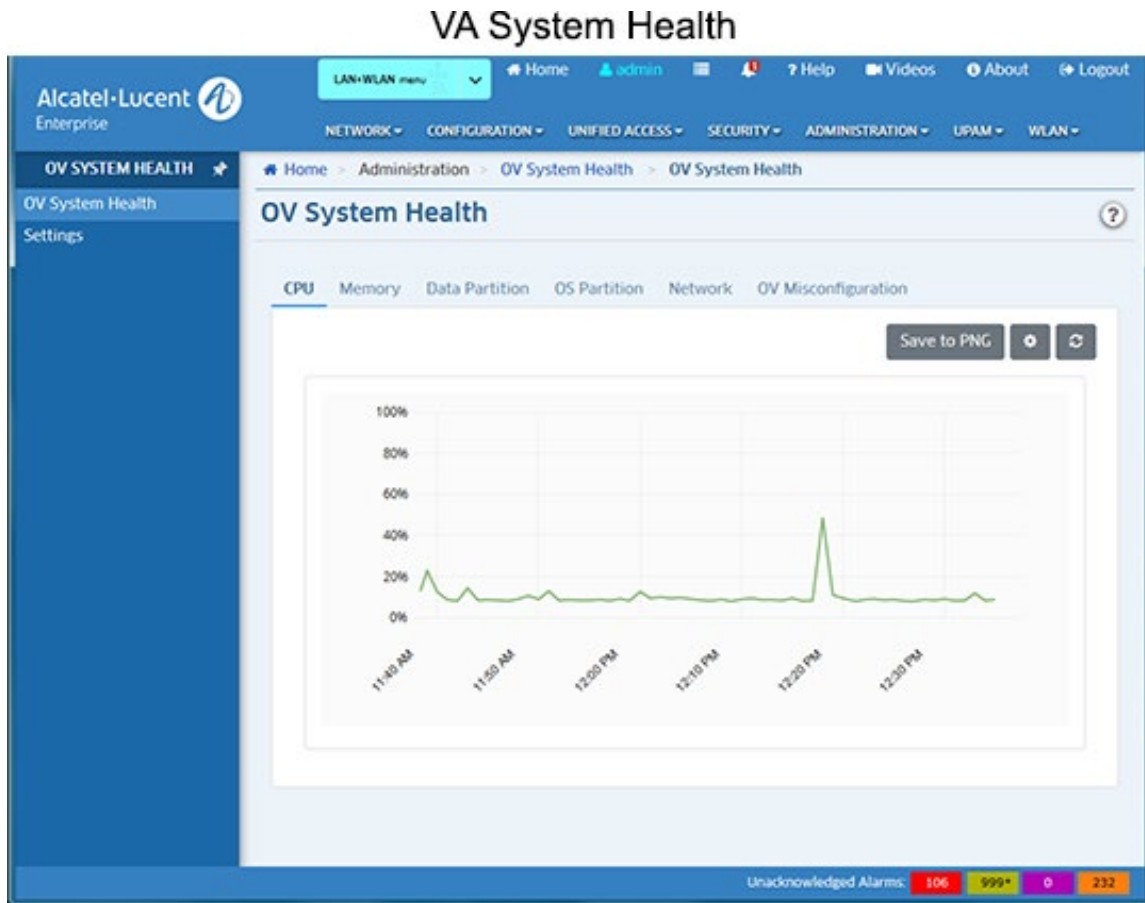 VA System Health
Alcatel·Lucent
Enterprise
LAN+WLAN menu
Home admin ? Help Videos About Logout
NETWORK CONFIGURATION UNIFIED ACCESS SECURITY ADMINISTRATION UPAM WLAN
OV SYSTEM HEALTH
OV System Health
Settings
Home > Administration > OV System Health > OV System Health
OV System Health
?
CPU Memory Data Partition OS Partition Network OV Misconfiguration
Save to PNG
100%
80%
60%
40%
20%
0%
11:40 AM 11:50 AM 12:00 PM 12:10 PM 12:20 PM 12:30 PM
Unacknowledged Alarms: 106 999+ 0 232